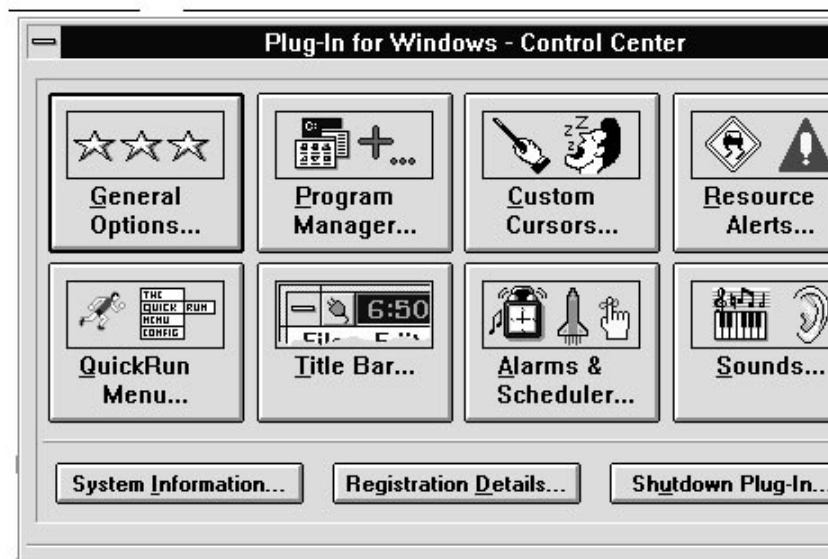 Plug-In for Windows - Control Center
C:
General
Options...
Program
Manager...
Custom
Cursors...
Resource
Alerts...
THE
QUICK RUN
MENU
CONFIG
6:50
QuickRun
Menu...
Title Bar...
Alarms &
Scheduler...
Sounds...
System Information...
Registration Details...
Shutdown Plug-In...